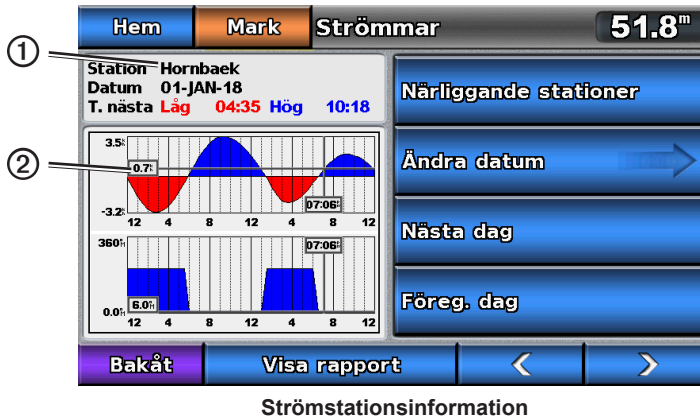 Hem Mark Strömmar 51.8m
①
Station Hornbaek
Datum 01-JAN-18
T. nästa Låg 04:35 Hög 10:18
②
3.5
0.7
-3.2
07:06
12 4 8 12 4 8 12
360
07:06
0.0
6.0
12 4 8 12 4 8 12
Närliggande stationer
Ändra datum
Nästa dag
Föreg. dag
Bakåt Visa rapport
Strömstationsinformation